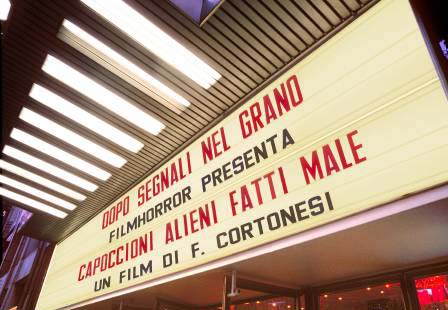 DOPO SEGNALI NEL GRANO
FILMHORROR PRESENTA
CAPOCCIONI ALIENI FATTI MALE
UN FILM DI F. CORTONESI